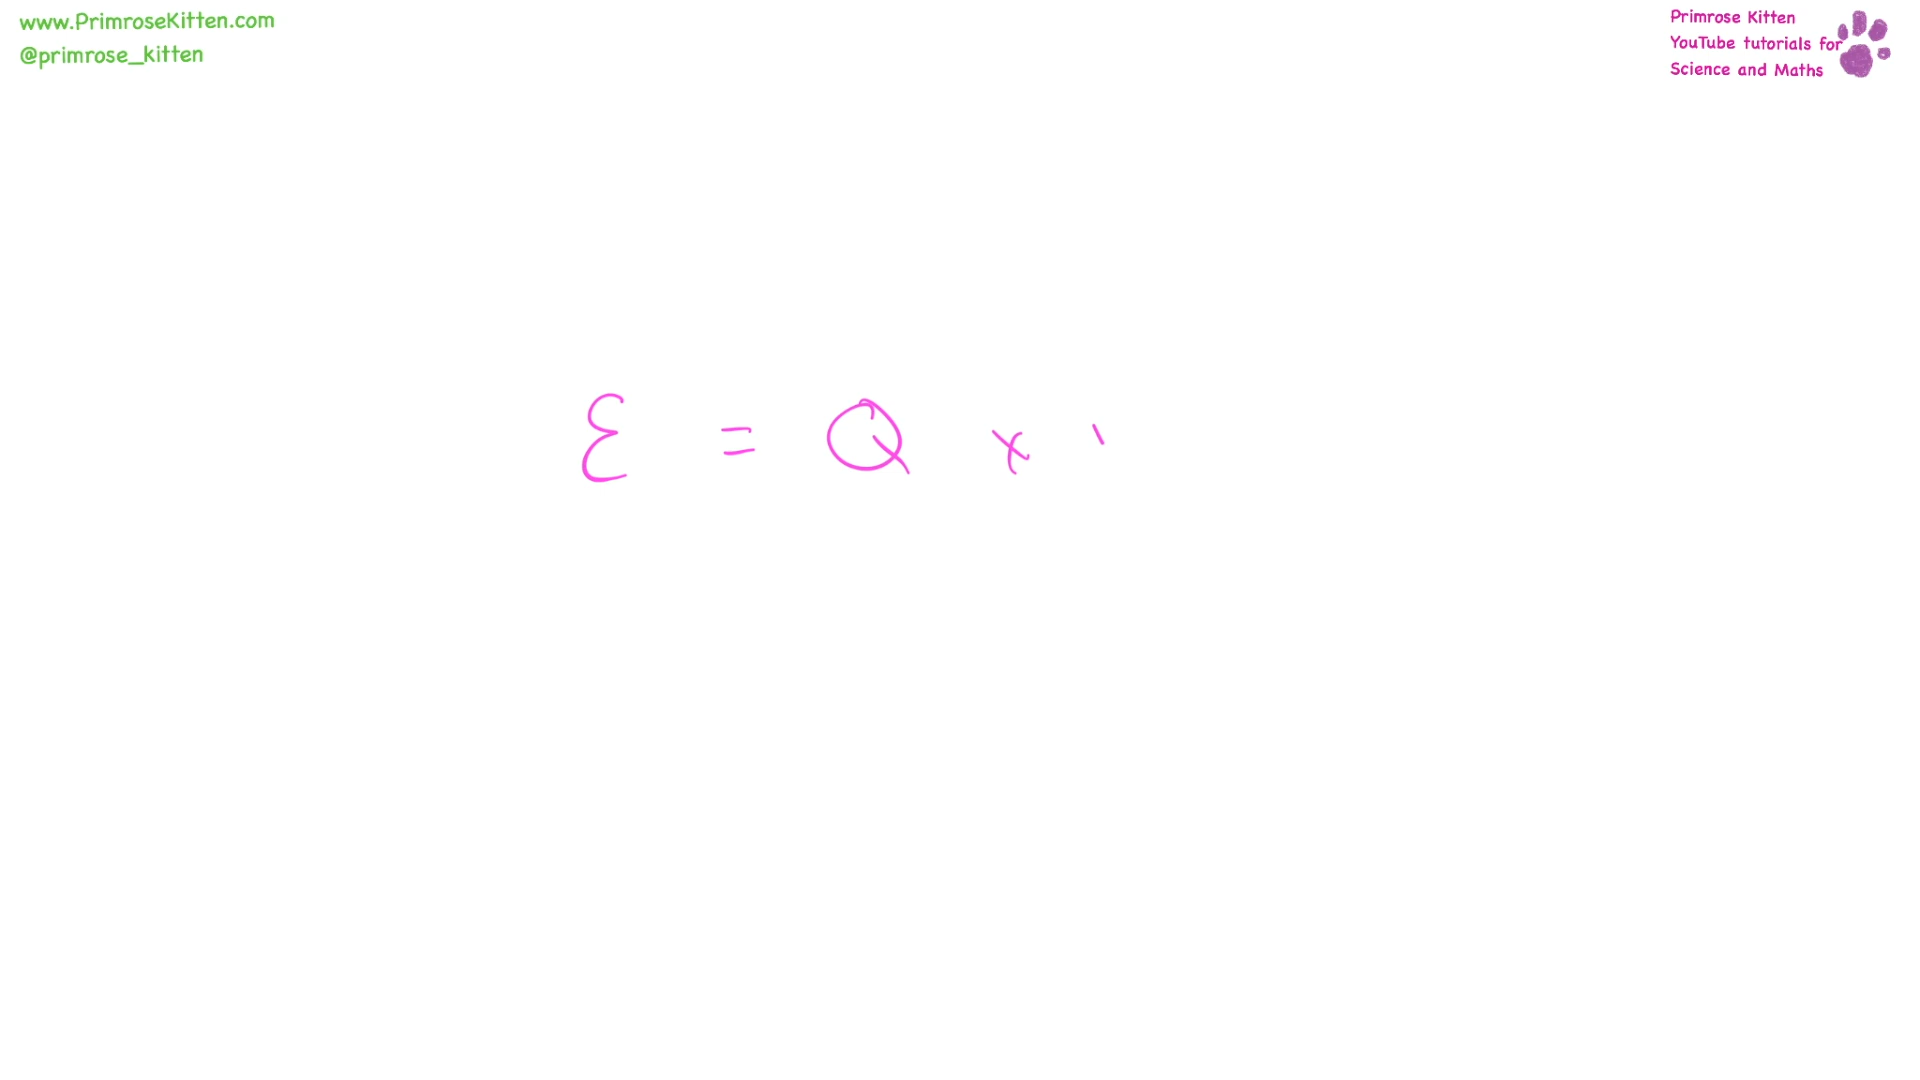 www.PrimroseKitten.com
@primrose_kitten
Primrose Kitten
YouTube tutorials for
Science and Maths
E = Q x